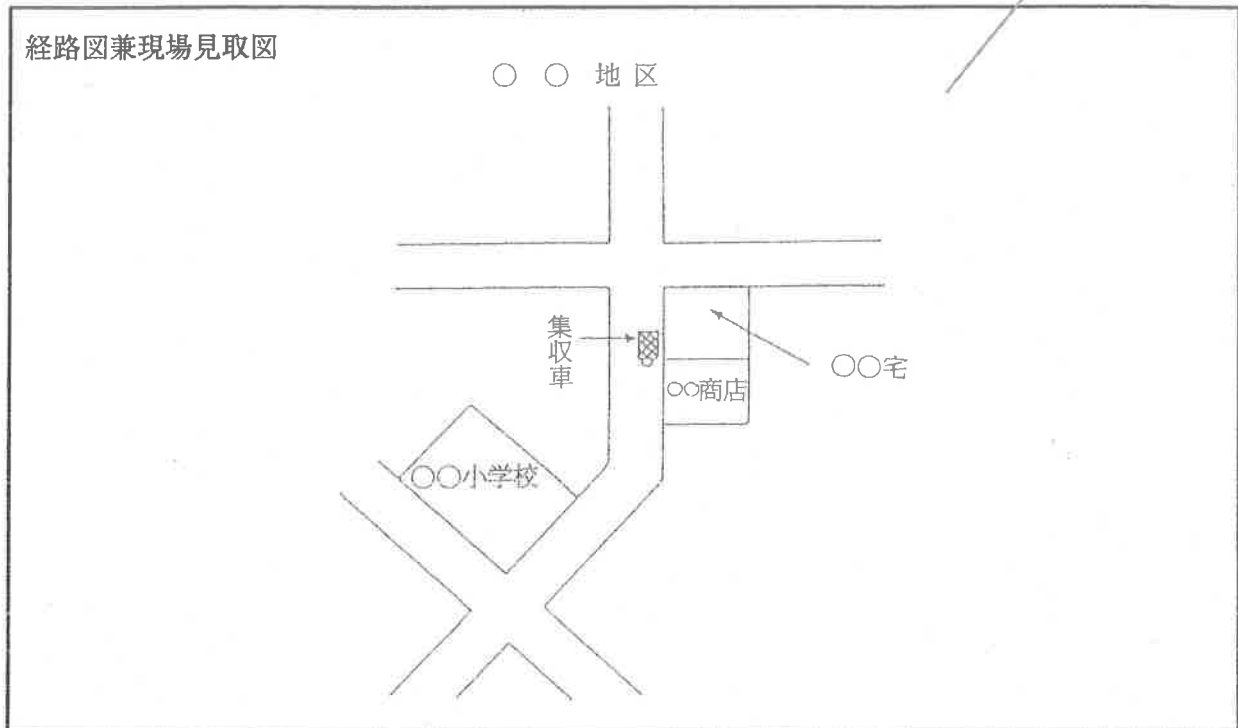 経路図兼現場見取図
○ ○ 地 区
集収車
○○宅
○○商店
○○小学校